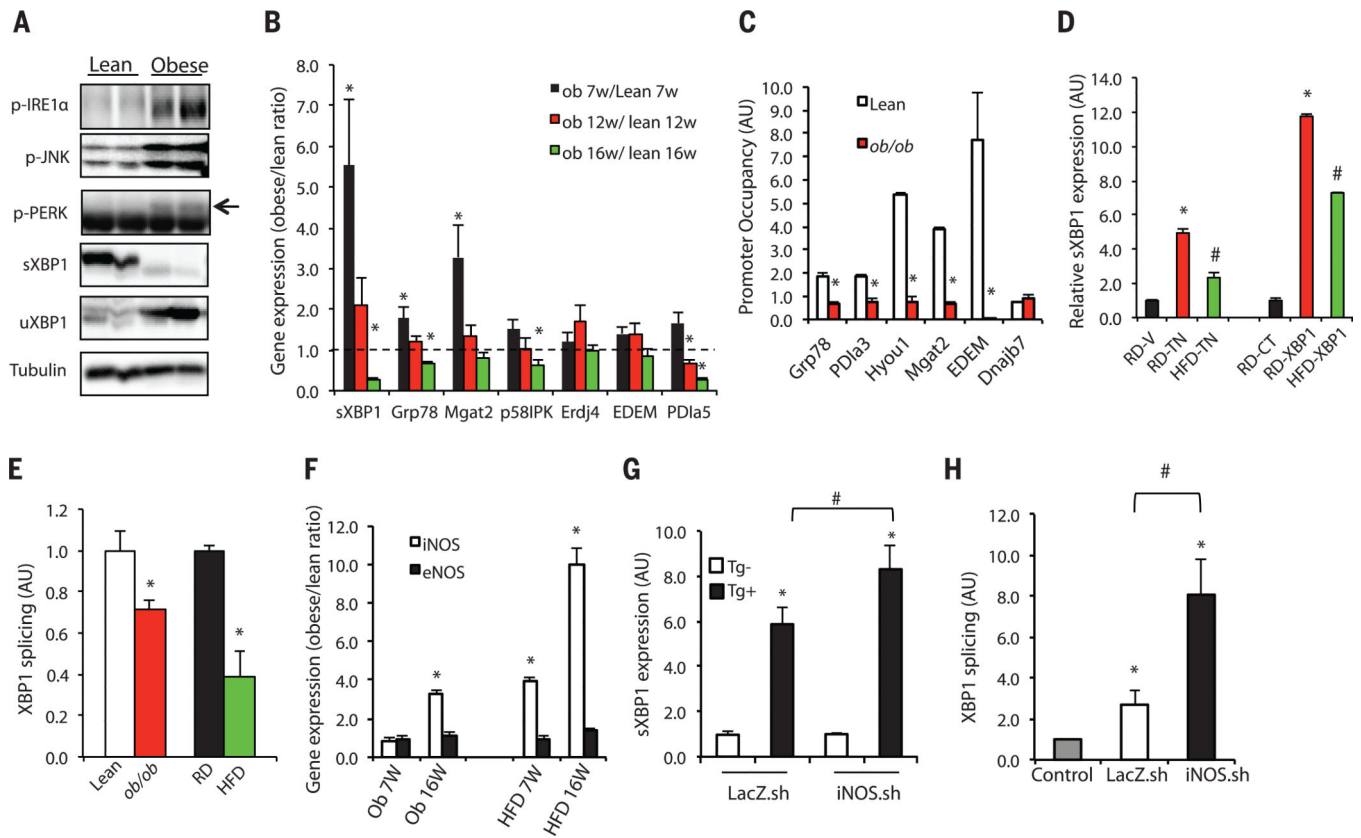 A
Lean Obese
p-IRE1α
p-JNK
p-PERK
sXBP1
uXBP1
Tubulin
B
Gene expression (obese/lean ratio)
8.0
7.0
6.0
5.0
4.0
3.0
2.0
1.0
0.0
ob 7w/Lean 7w
ob 12w/ lean 12w
ob 16w/ lean 16w
* * * * * * *
sXBP1 Grp78 Mgat2 p58IPK Erdj4 EDEM PDIa5
C
Promoter Occupancy (AU)
10.0
9.0
8.0
7.0
6.0
5.0
4.0
3.0
2.0
1.0
0.0
Lean
ob/ob
* * * * *
Grp78 PDIa3 Hyou1 Mgat2 EDEM Dnajb7
D
Relative sXBP1 expression (AU)
14.0
12.0
10.0
8.0
6.0
4.0
2.0
0.0
* # * #
RD-V RD-TN HFD-TN RD-CT RD-XBP1 HFD-XBP1
E
XBP1 splicing (AU)
1.2
1.0
0.8
0.6
0.4
0.2
0.0
* *
Lean ob/ob RD HFD
F
Gene expression (obese/lean ratio)
12.0
10.0
8.0
6.0
4.0
2.0
0.0
iNOS
eNOS
* * *
Ob 7W Ob 16W HFD 7W HFD 16W
G
sXBP1 expression (AU)
10.0
8.0
6.0
4.0
2.0
0.0
Tg-
Tg+
#
* *
LacZ.sh iNOS.sh
H
XBP1 splicing (AU)
12.0
10.0
8.0
6.0
4.0
2.0
0.0
#
* *
Control LacZ.sh iNOS.sh